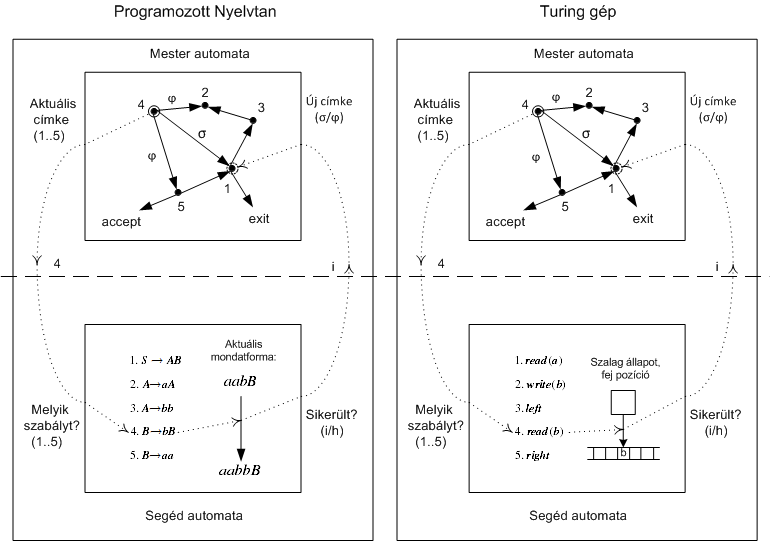 Programozott Nyelvtan
Mester automata
Aktuális
címke
(1..5)
4
φ
2
3
σ
φ
1
5
accept
exit
Új címke
(σ/φ)
4
i
1. S → AB
2. A→aA
3. A→bb
4. B→bB
5. B→aa
Aktuális
mondatforma:
aabB
aabbB
Melyik
szabályt?
(1..5)
Sikerült?
(i/h)
Segéd automata
Turing gép
Mester automata
Aktuális
címke
(1..5)
4
φ
2
3
σ
φ
1
5
accept
exit
Új címke
(σ/φ)
4
i
1. read(a)
2. write(b)
3. left
4. read(b)
5. right
Szalag állapot,
fej pozíció
b
Melyik
szabályt?
(1..5)
Sikerült?
(i/h)
Segéd automata